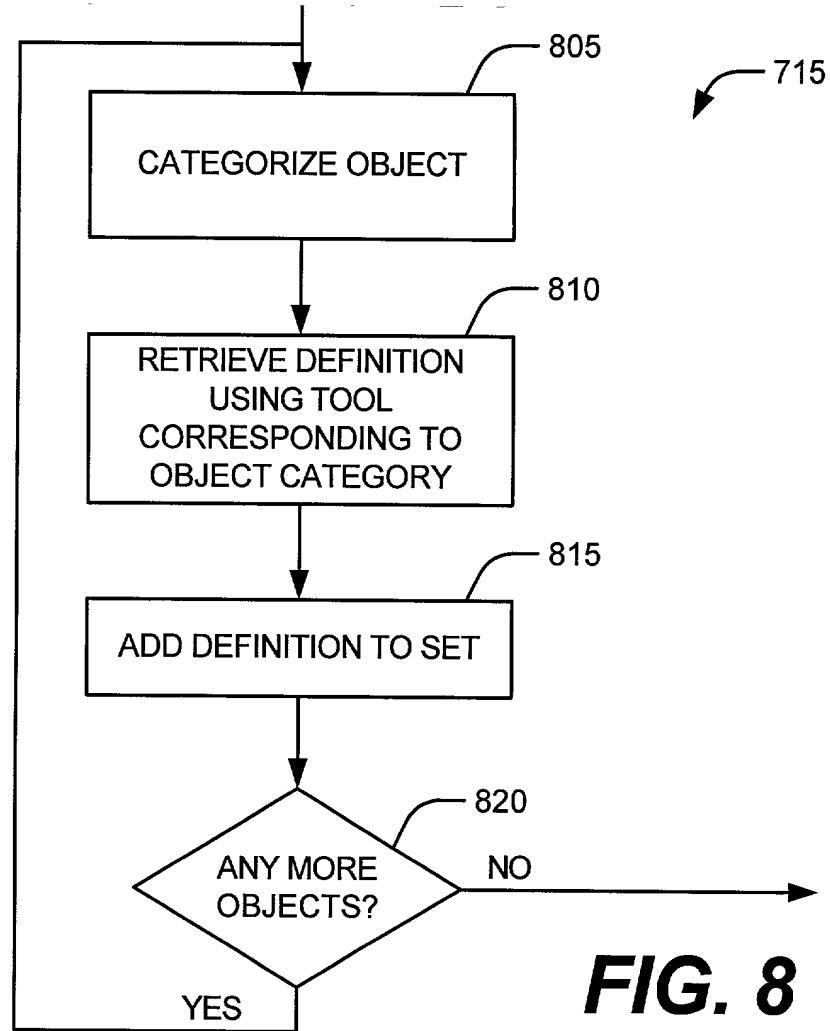 805
715
CATEGORIZE OBJECT
810
RETRIEVE DEFINITION
USING TOOL
CORRESPONDING TO
OBJECT CATEGORY
815
ADD DEFINITION TO SET
820
ANY MORE
OBJECTS?
NO
YES
FIG. 8